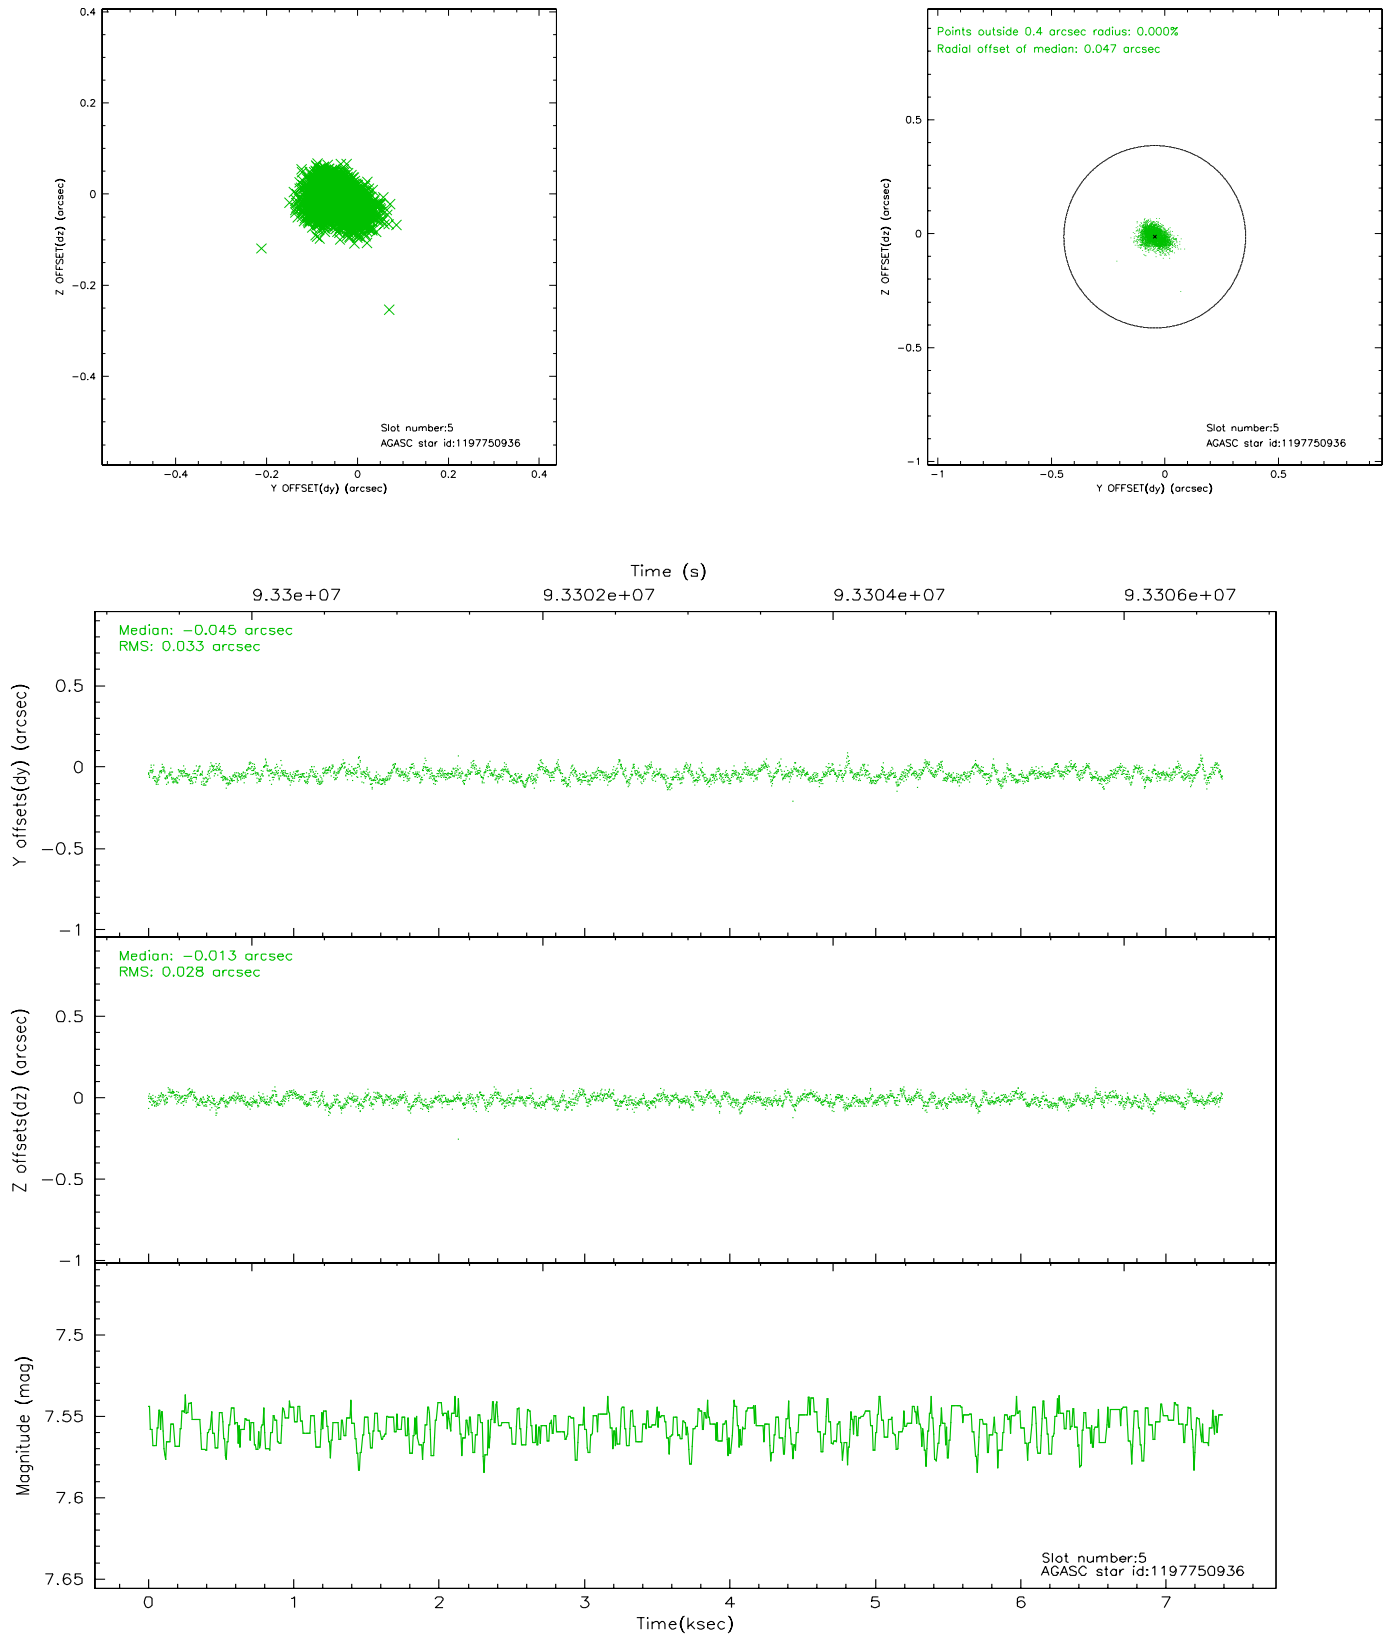 0.4
0.2
0
−0.2
−0.4
Z OFFSET(dz) (arcsec)
Slot number:5
AGASC star id:1197750936
−0.4 −0.2 0 0.2 0.4
Y OFFSET(dy) (arcsec)
Points outside 0.4 arcsec radius: 0.000%
Radial offset of median: 0.047 arcsec
0.5
0
−0.5
−1
Z OFFSET(dz) (arcsec)
Slot number:5
AGASC star id:1197750936
−1 −0.5 0 0.5
Y OFFSET(dy) (arcsec)
Time (s)
9.33e+07 9.3302e+07 9.3304e+07 9.3306e+07
Median: −0.045 arcsec
RMS: 0.033 arcsec
0.5
0
−0.5
−1
Y offsets(dy) (arcsec)
Median: −0.013 arcsec
RMS: 0.028 arcsec
0.5
0
−0.5
−1
Z offsets(dz) (arcsec)
7.5
7.55
7.6
7.65
Magnitude (mag)
Slot number:5
AGASC star id:1197750936
0 1 2 3 4 5 6 7
Time(ksec)